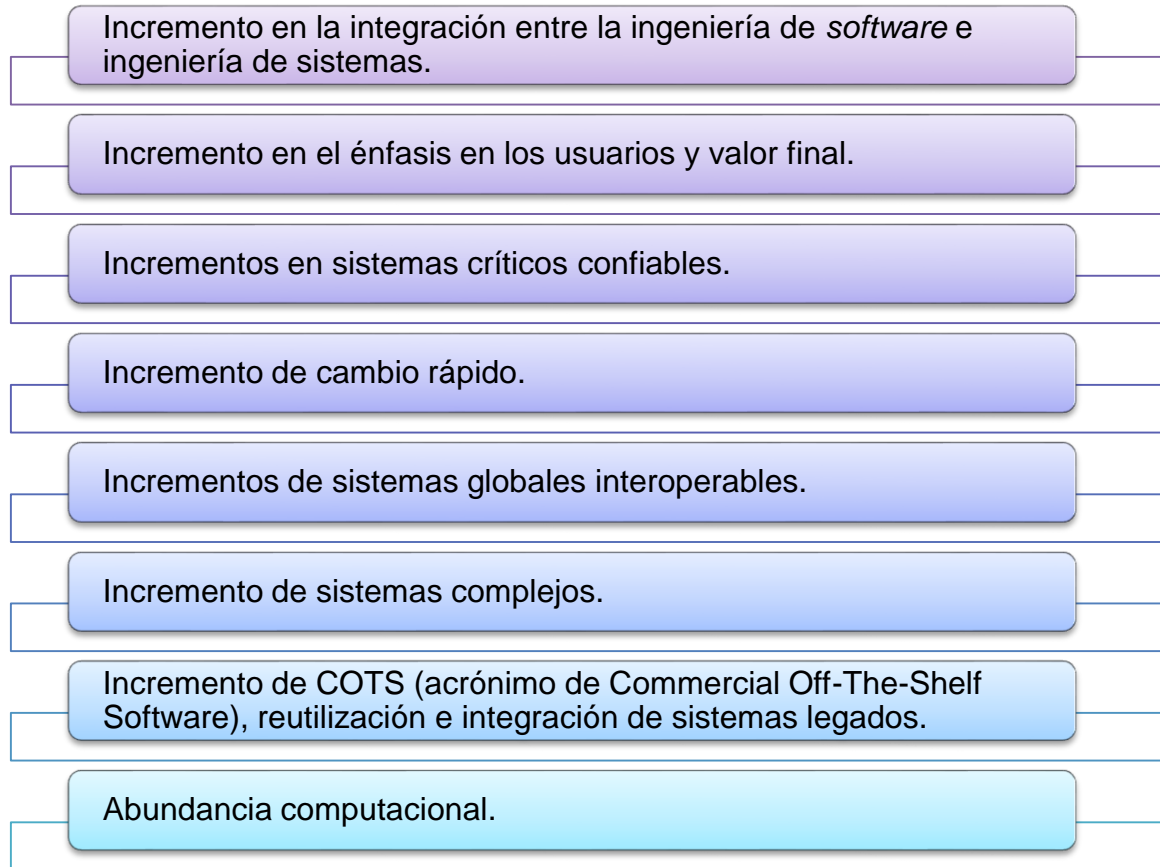 Incremento en la integración entre la ingeniería de software e
ingeniería de sistemas.
Incremento en el énfasis en los usuarios y valor final.
Incrementos en sistemas críticos confiables.
Incremento de cambio rápido.
Incrementos de sistemas globales interoperables.
Incremento de sistemas complejos.
Incremento de COTS (acrónimo de Commercial Off-The-Shelf
Software), reutilización e integración de sistemas legados.
Abundancia computacional.